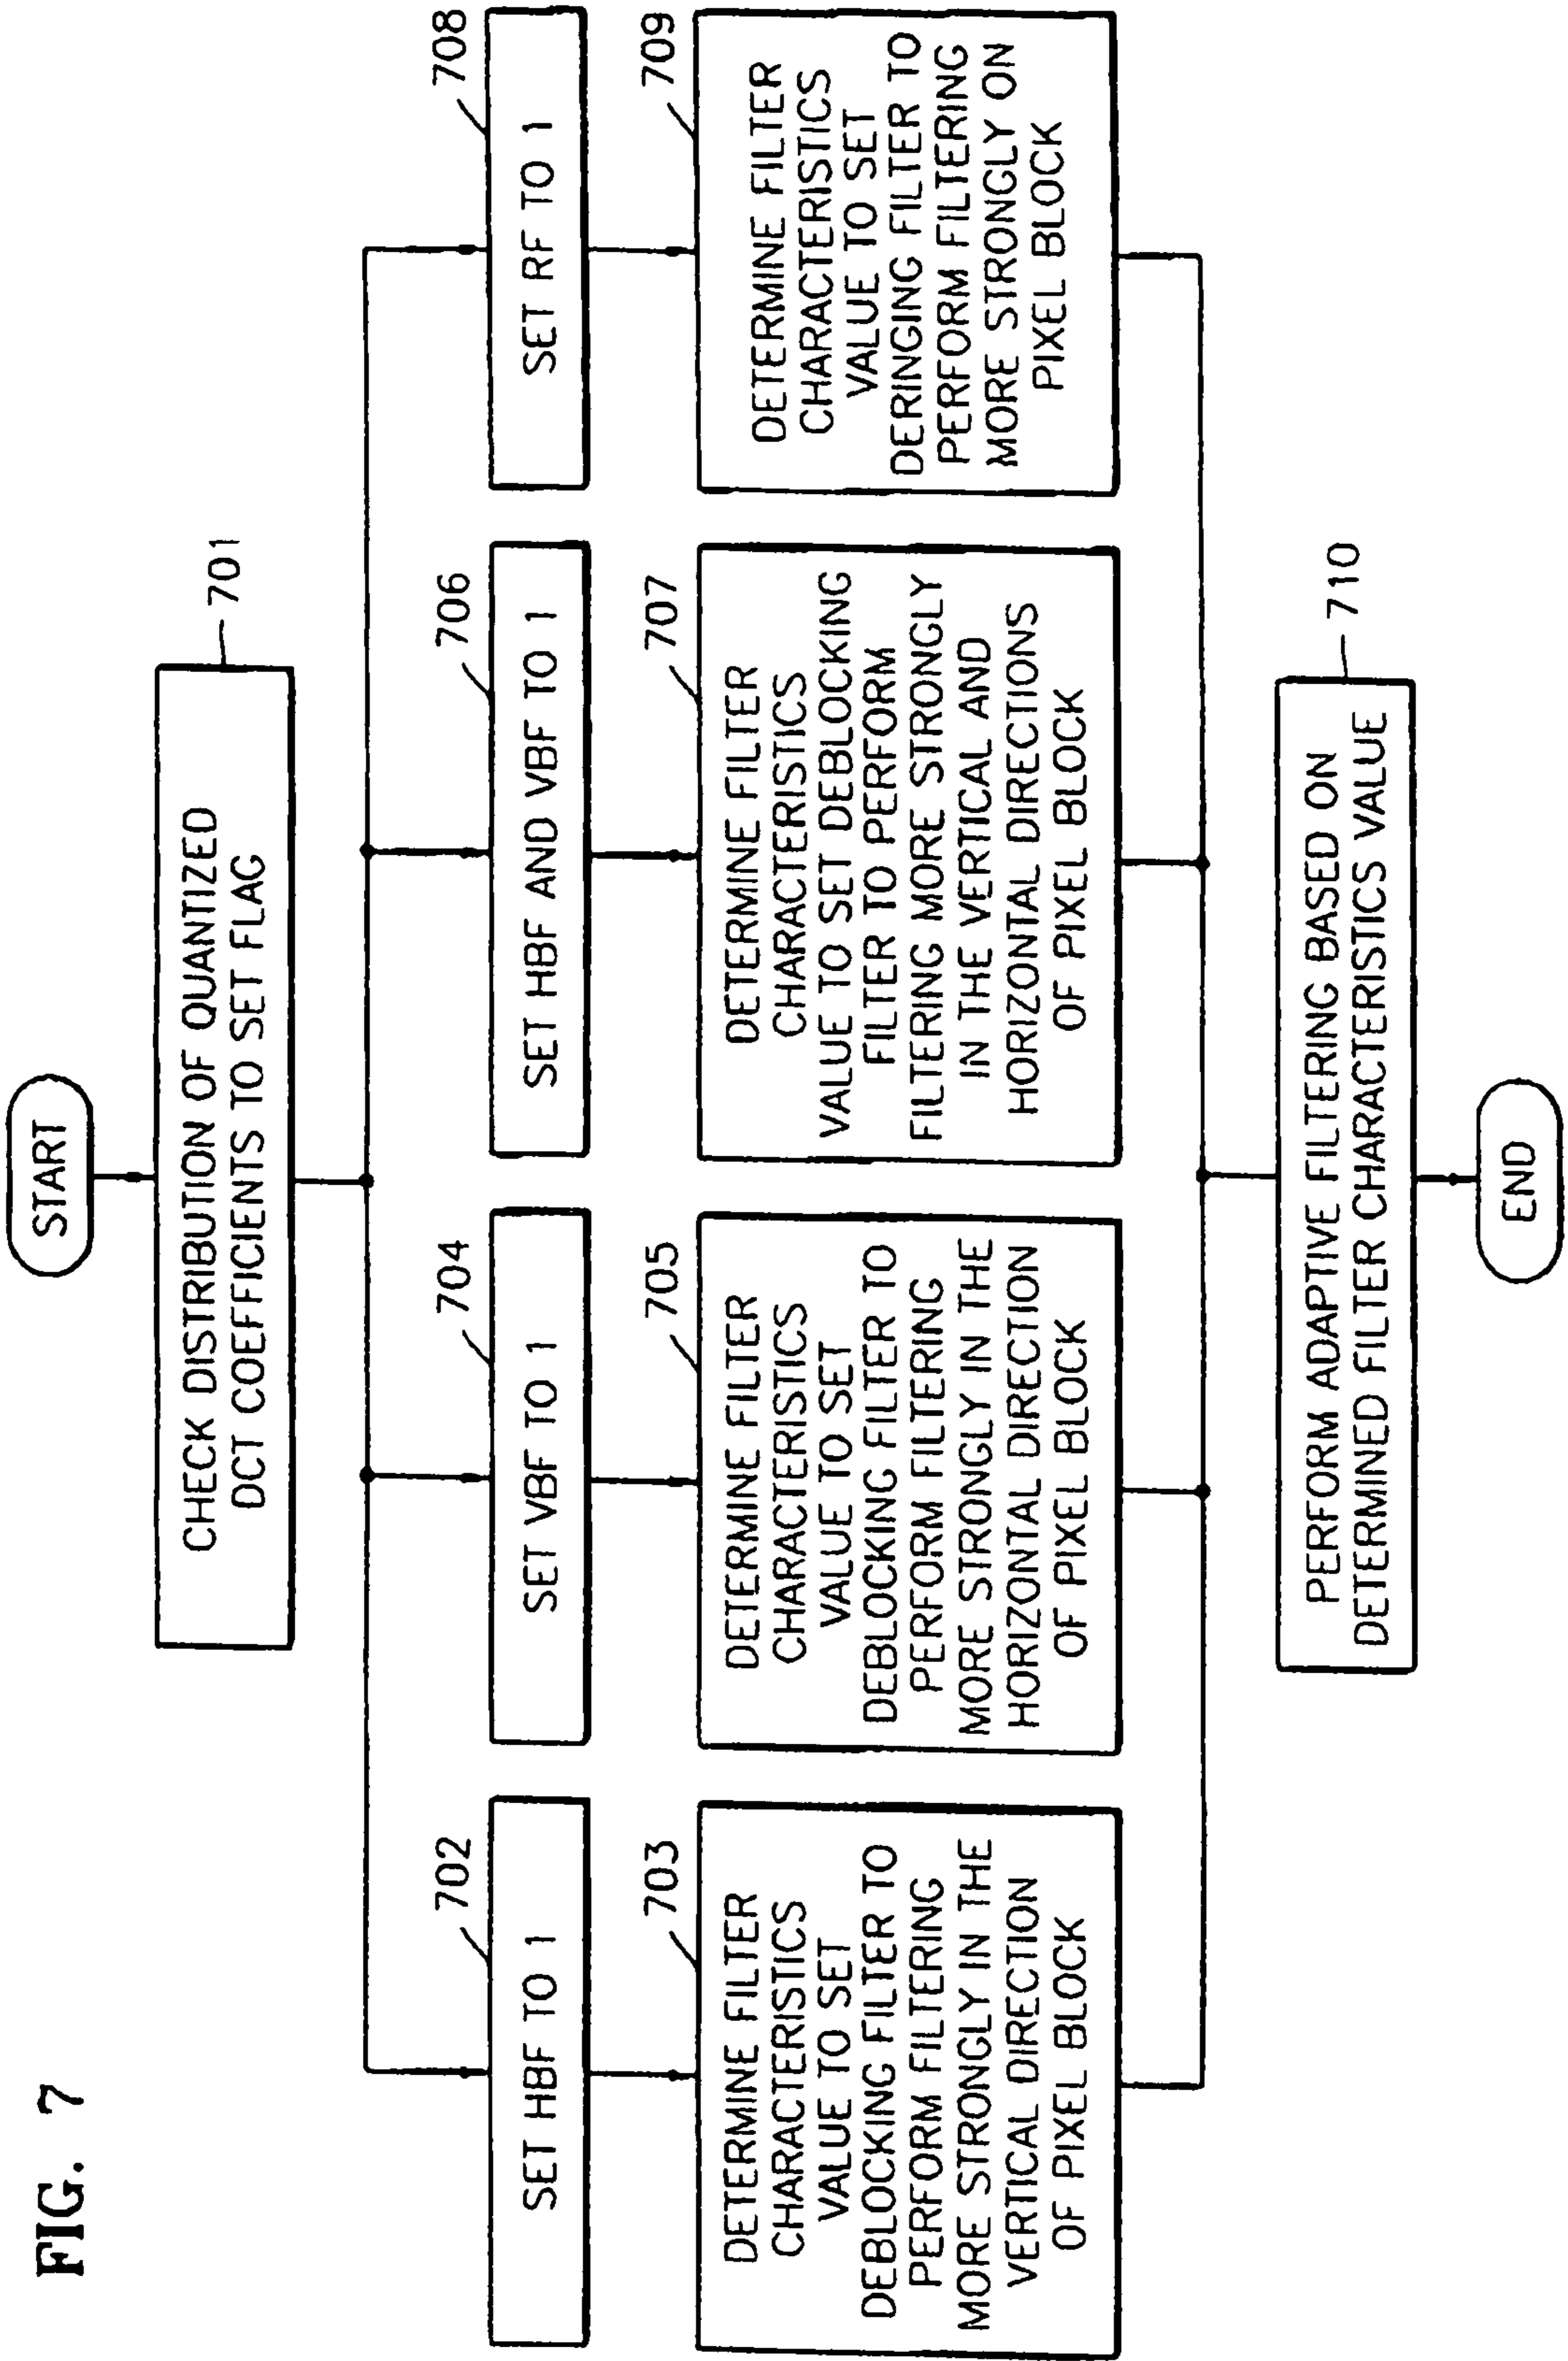 FIG. 7
START
CHECK DISTRIBUTION OF QUANTIZED
DCT COEFFICIENTS TO SET FLAG
701
702
SET HBF TO 1
704
SET VBF TO 1
706
SET HBF AND VBF TO 1
708
SET RF TO 1
703
DETERMINE FILTER
CHARACTERISTICS
VALUE TO SET
DEBLOCKING FILTER TO
PERFORM FILTERING
MORE STRONGLY IN THE
VERTICAL DIRECTION
OF PIXEL BLOCK
705
DETERMINE FILTER
CHARACTERISTICS
VALUE TO SET
DEBLOCKING FILTER TO
PERFORM FILTERING
MORE STRONGLY IN THE
HORIZONTAL DIRECTION
OF PIXEL BLOCK
707
DETERMINE FILTER
CHARACTERISTICS
VALUE TO SET DEBLOCKING
FILTER TO PERFORM
FILTERING MORE STRONGLY
IN THE VERTICAL AND
HORIZONTAL DIRECTIONS
OF PIXEL BLOCK
709
DETERMINE FILTER
CHARACTERISTICS
VALUE TO SET
DERINGING FILTER TO
PERFORM FILTERING
MORE STRONGLY ON
PIXEL BLOCK
PERFORM ADAPTIVE FILTERING BASED ON
DETERMINED FILTER CHARACTERISTICS VALUE
710
END